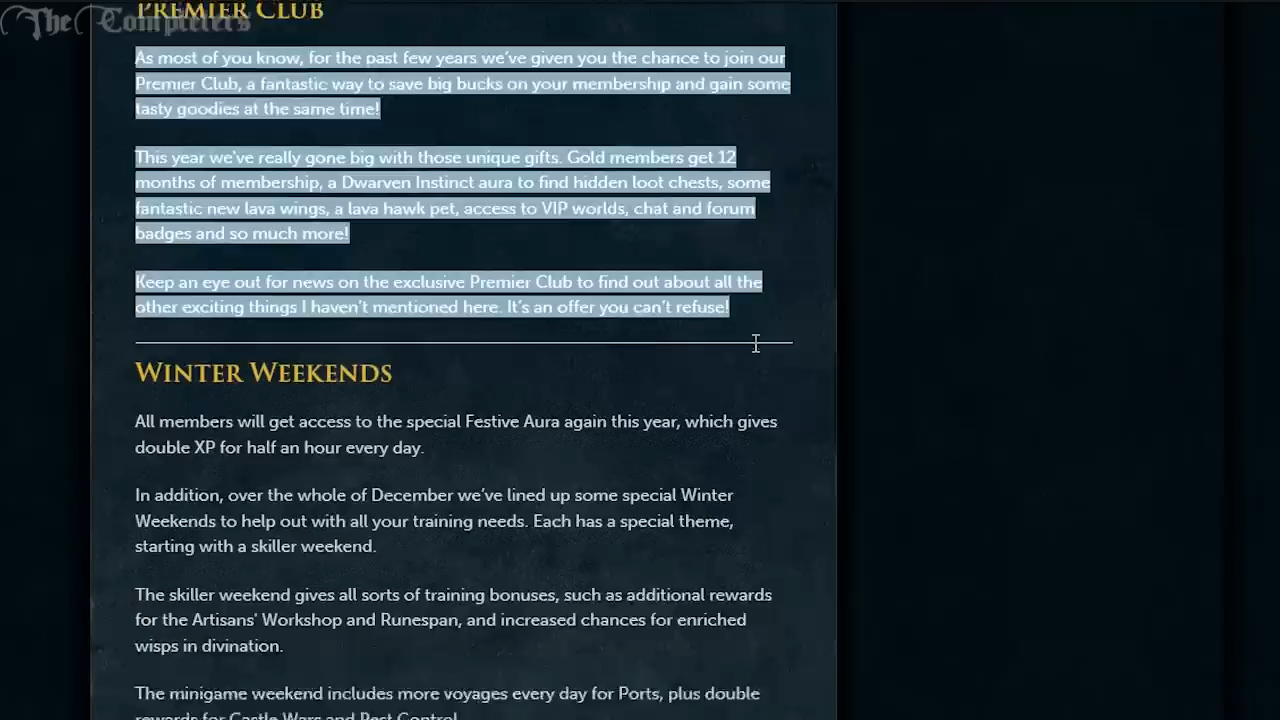 The Completers
PREMIER CLUB
As most of you know, for the past few years we've given you the chance to join our
Premier Club, a fantastic way to save big bucks on your membership and gain some
tasty goodies at the same time!
This year we've really gone big with those unique gifts. Gold members get 12
months of membership, a Dwarven Instinct aura to find hidden loot chests, some
fantastic new lava wings, a lava hawk pet, access to VIP worlds, chat and forum
badges and so much more!
Keep an eye out for news on the exclusive Premier Club to find out about all the
other exciting things I haven't mentioned here. It's an offer you can't refuse!
WINTER WEEKENDS
All members will get access to the special Festive Aura again this year, which gives
double XP for half an hour every day.
In addition, over the whole of December we've lined up some special Winter
Weekends to help out with all your training needs. Each has a special theme,
starting with a skiller weekend.
The skiller weekend gives all sorts of training bonuses, such as additional rewards
for the Artisans' Workshop and Runespan, and increased chances for enriched
wisps in divination.
The minigame weekend includes more voyages every day for Ports, plus double
rewards for Castle Wars and Pest Control.